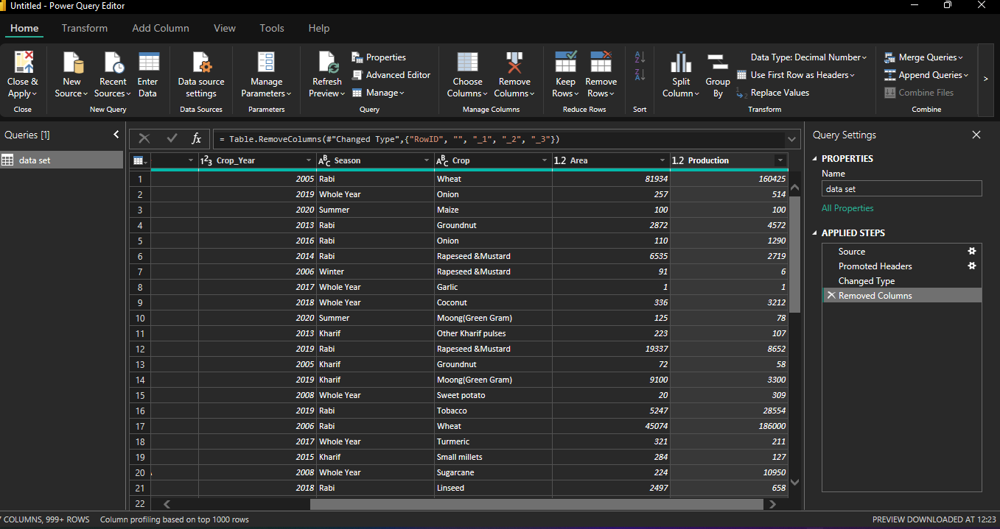 Untitled - Power Query Editor
Home Transform Add Column View Tools Help
Close & Apply
Close
New Source
Recent Sources
Enter Data
New Query
Data source settings
Data Sources
Manage Parameters
Parameters
Refresh Preview
Properties
Advanced Editor
Manage
Query
Choose Columns
Remove Columns
Manage Columns
Keep Rows
Remove Rows
Reduce Rows
Sort
Split Column
Group By
Data Type: Decimal Number
Use First Row as Headers
Replace Values
Transform
Merge Queries
Append Queries
Combine Files
Combine
Queries [1]
data set
fx
= Table.RemoveColumns(#"Changed Type",{"RowID", "", "_1", "_2", "_3"})
123 Crop_Year ABC Season ABC Crop 1.2 Area 1.2 Production
1 2005 Rabi Wheat 81934 160425
2 2019 Whole Year Onion 257 514
3 2020 Summer Maize 100 100
4 2013 Rabi Groundnut 2872 4572
5 2016 Rabi Onion 110 1290
6 2014 Rabi Rapeseed &Mustard 6535 2719
7 2006 Winter Rapeseed &Mustard 91 6
8 2017 Whole Year Garlic 1 1
9 2018 Whole Year Coconut 336 3212
10 2020 Summer Moong(Green Gram) 125 78
11 2013 Kharif Other Kharif pulses 223 107
12 2019 Rabi Rapeseed &Mustard 19337 8652
13 2005 Kharif Groundnut 72 58
14 2019 Kharif Moong(Green Gram) 9100 3300
15 2008 Whole Year Sweet potato 20 309
16 2019 Rabi Tobacco 5247 28554
17 2006 Rabi Wheat 45074 186000
18 2017 Whole Year Turmeric 321 211
19 2015 Kharif Small millets 284 127
20 2008 Whole Year Sugarcane 224 10950
21 2018 Rabi Linseed 2497 658
22
Query Settings
PROPERTIES
Name
data set
All Properties
APPLIED STEPS
Source
Promoted Headers
Changed Type
Removed Columns
COLUMNS, 999+ ROWS Column profiling based on top 1000 rows
PREVIEW DOWNLOADED AT 12:23